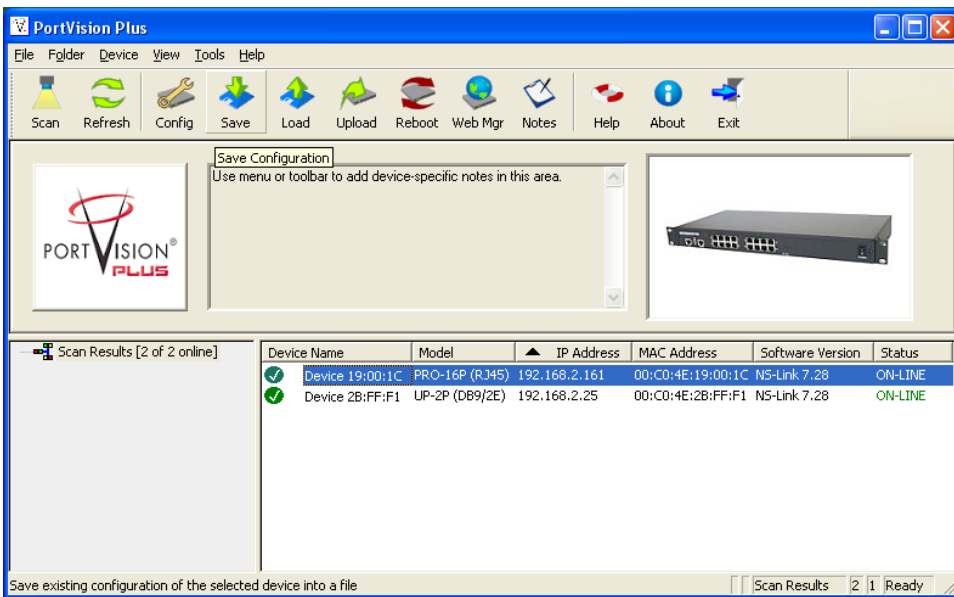 PortVision Plus
File Folder Device View Tools Help
Scan Refresh Config Save Load Upload Reboot Web Mgr Notes Help About Exit
Save Configuration
Use menu or toolbar to add device-specific notes in this area.
PORTVISION®
PLUS
Scan Results [2 of 2 online]
Device Name Model IP Address MAC Address Software Version Status
Device 19:00:1C PRO-16P (RJ45) 192.168.2.161 00:C0:4E:19:00:1C NS-Link 7.28 ON-LINE
Device 2B:FF:F1 UP-2P (DB9/2E) 192.168.2.25 00:C0:4E:2B:FF:F1 NS-Link 7.28 ON-LINE
Save existing configuration of the selected device into a file Scan Results 2 1 Ready